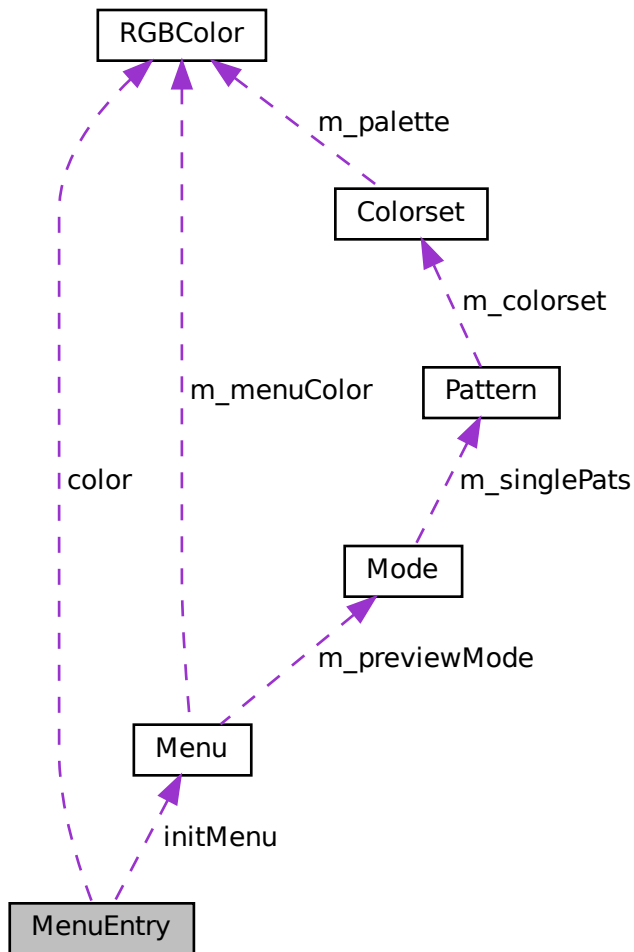 RGBColor
m_palette
Colorset
m_colorset
Pattern
m_menuColor
color
m_singlePats
Mode
m_previewMode
Menu
initMenu
MenuEntry